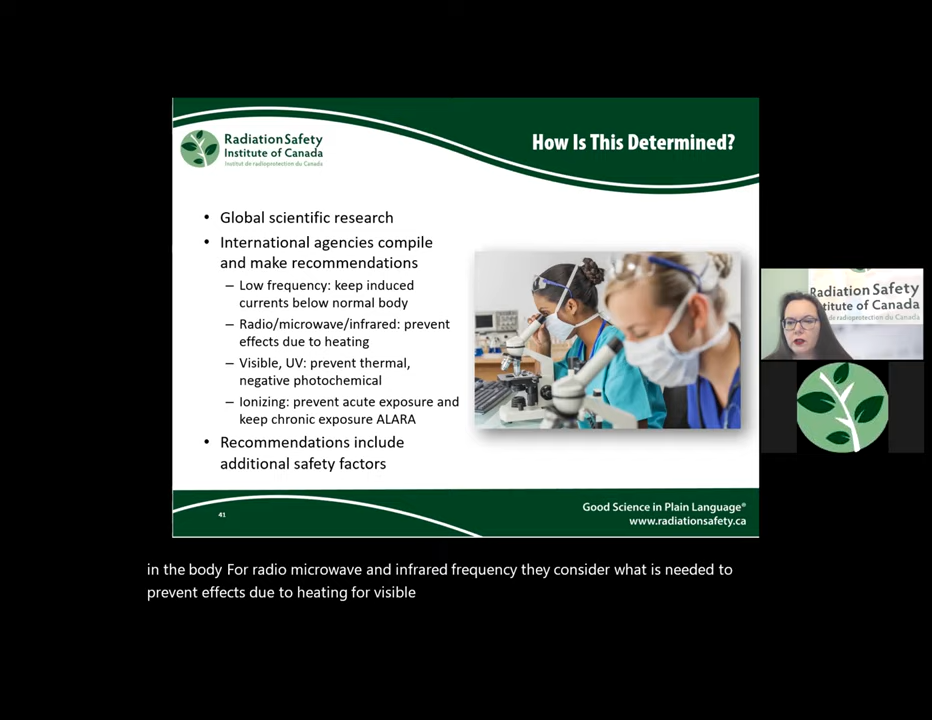 Radiation Safety
Institute of Canada
Institut de radioprotection du Canada
How Is This Determined?
• Global scientific research
• International agencies compile
and make recommendations
– Low frequency: keep induced
currents below normal body
– Radio/microwave/infrared: prevent
effects due to heating
– Visible, UV: prevent thermal,
negative photochemical
– Ionizing: prevent acute exposure and
keep chronic exposure ALARA
• Recommendations include
additional safety factors
41
Good Science in Plain Language®
www.radiationsafety.ca
Radiation Safety
titute of Canada
de radioprotection du Canada
in the body For radio microwave and infrared frequency they consider what is needed to
prevent effects due to heating for visible